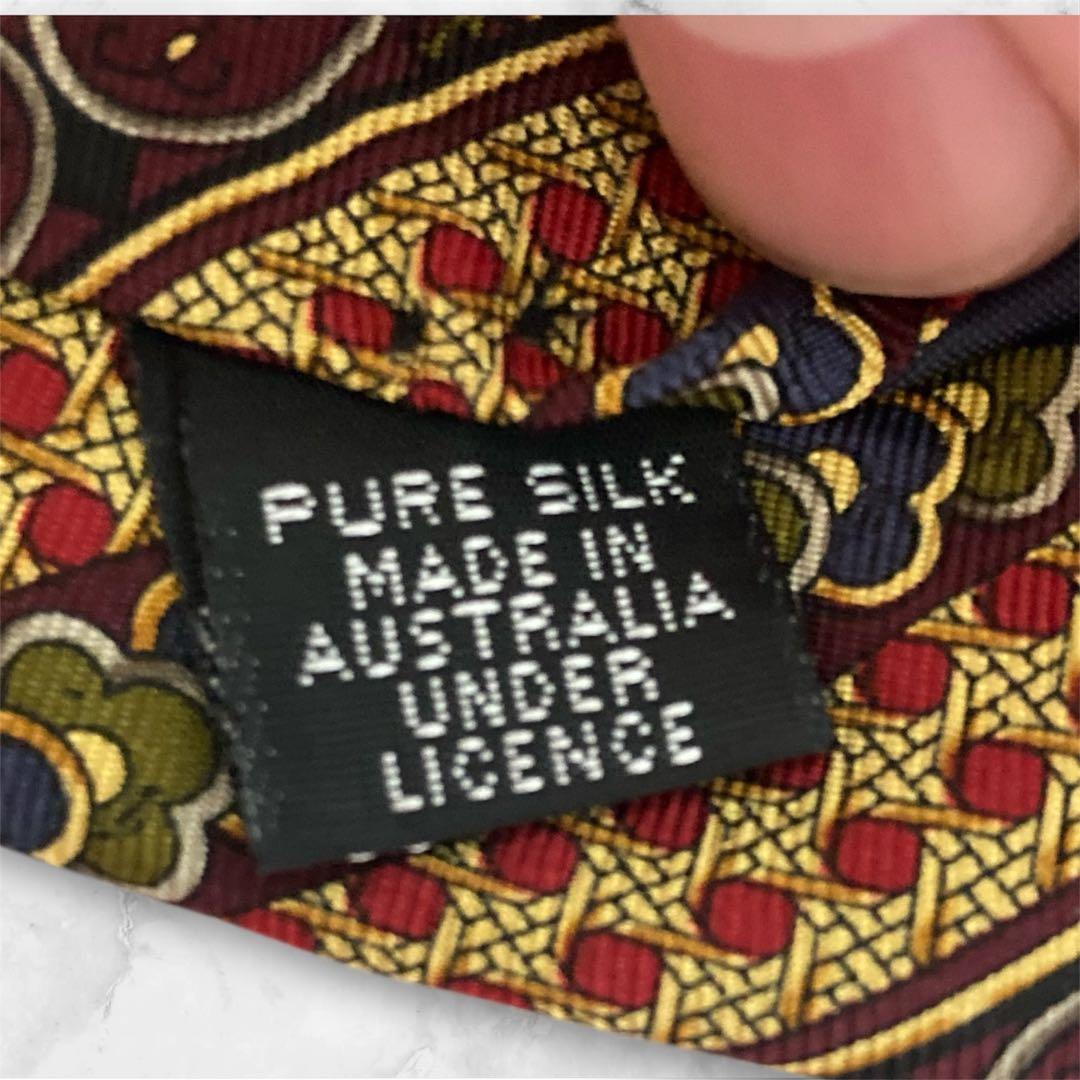 PURE SILK
MADE IN
AUSTRALIA
UNDER
LICENCE